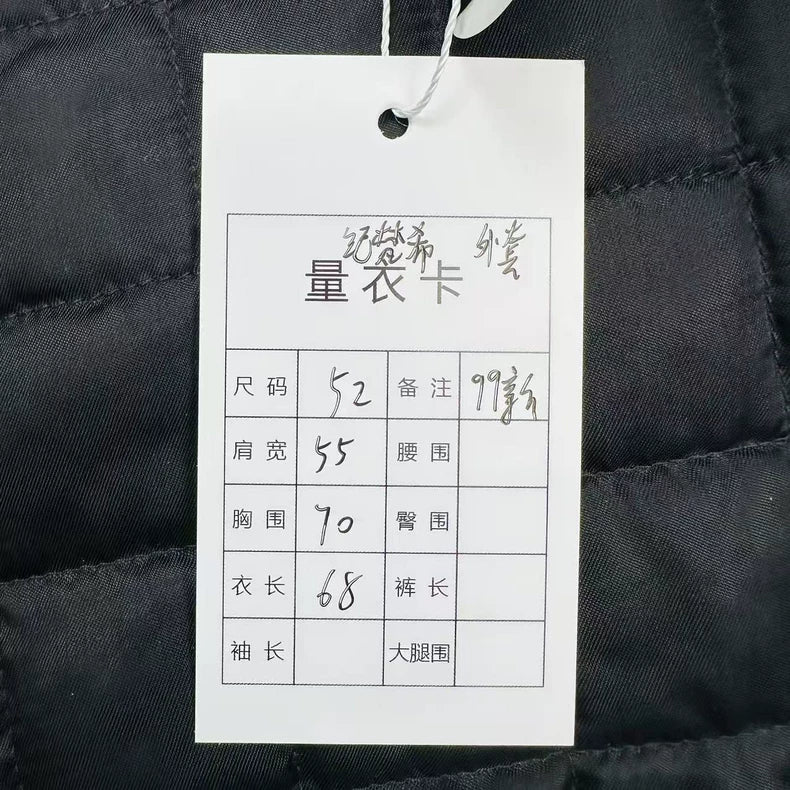 纪梵希 外套
量衣卡
尺码 52 备注 99新
肩宽 55 腰围
胸围 70 臀围
衣长 68 裤长
袖长 大腿围